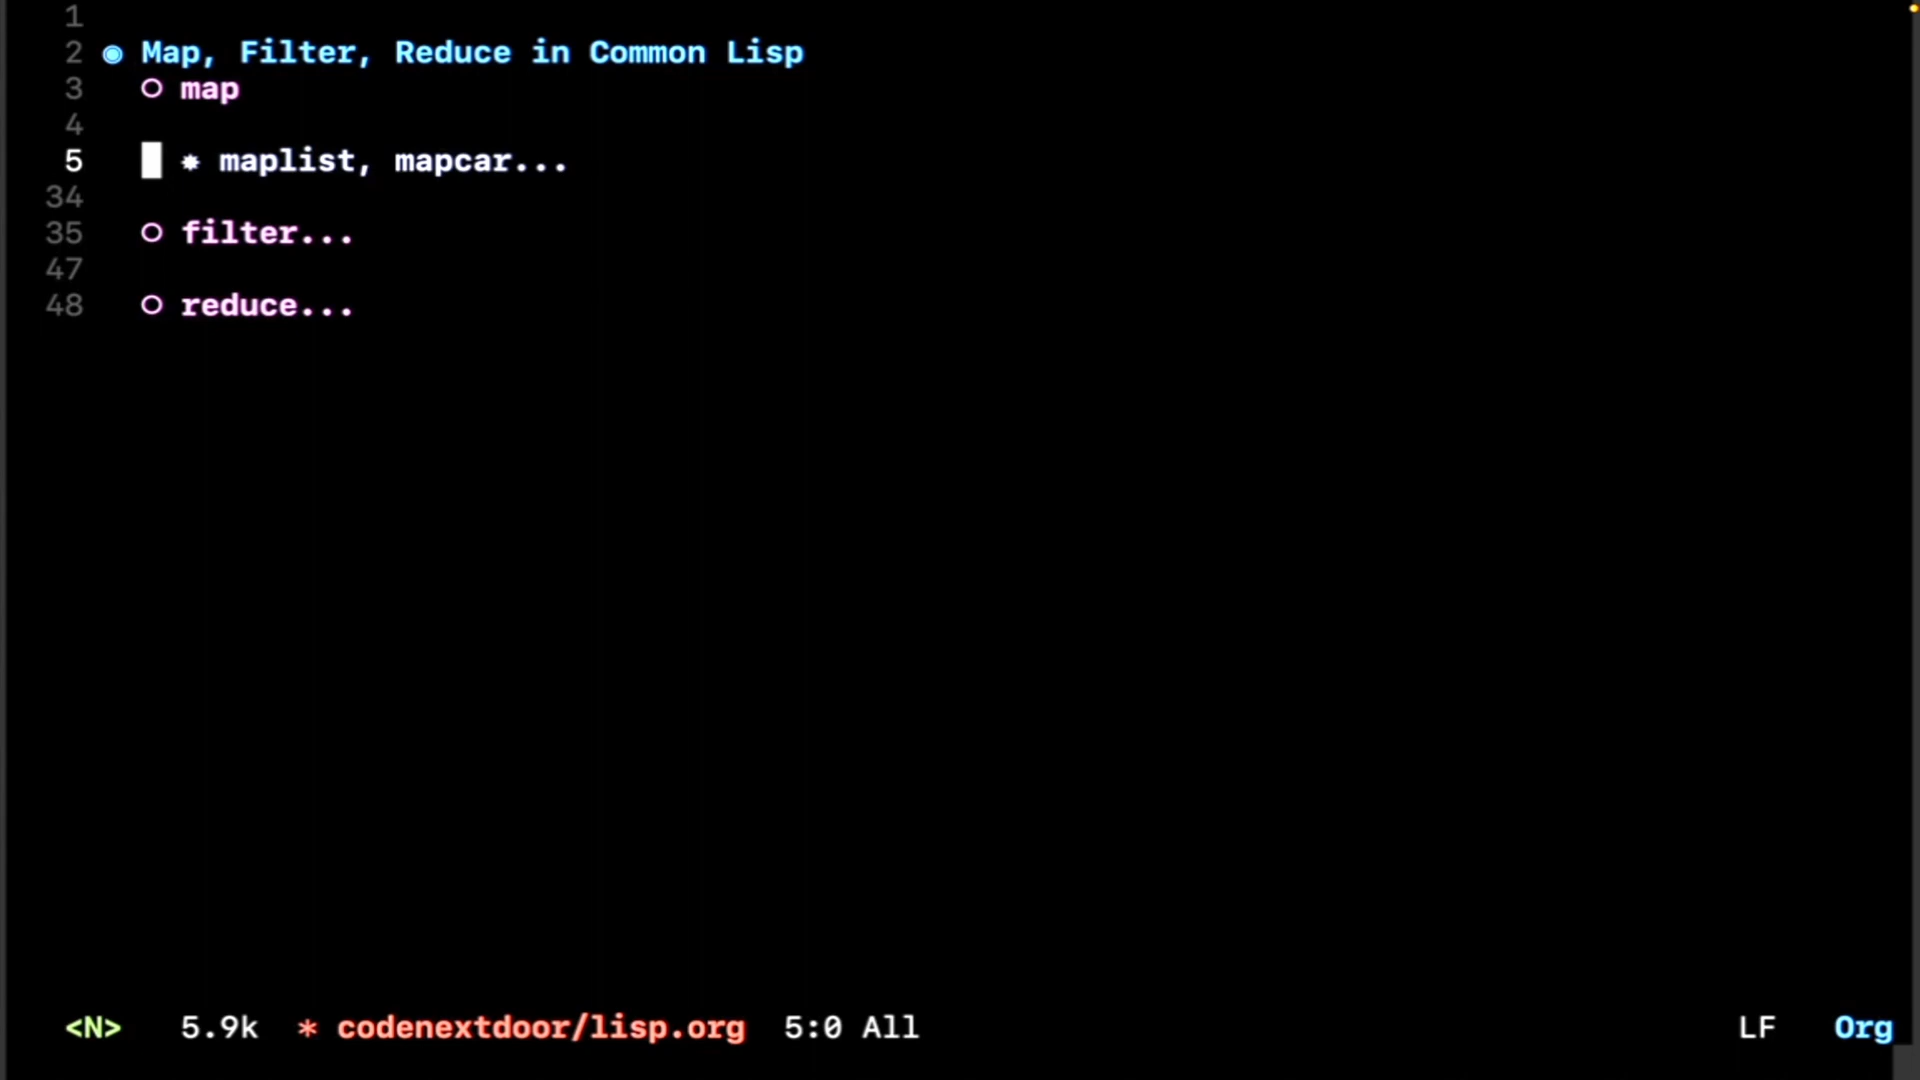 1
2 ◉ Map, Filter, Reduce in Common Lisp
3 ○ map
4
5 ✸ maplist, mapcar...
34
35 ○ filter...
47
48 ○ reduce...
<N> 5.9k * codenextdoor/lisp.org 5:0 All LF Org